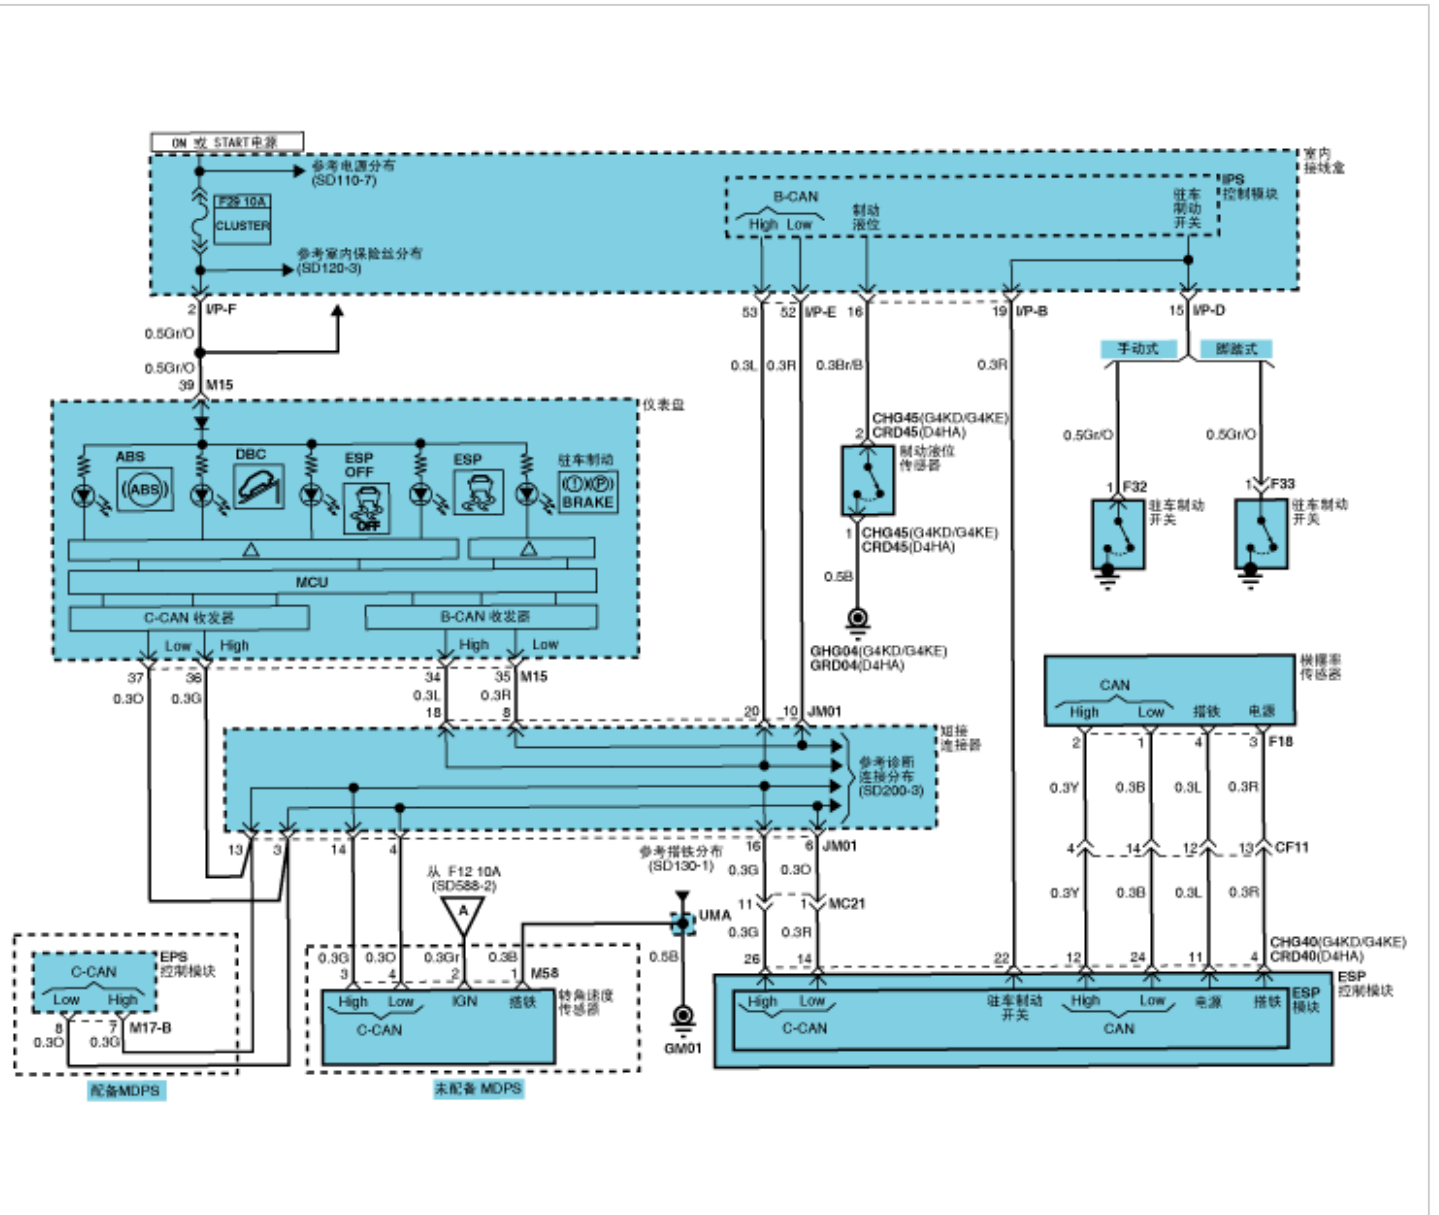 ON 或 START电源
参考电源分布
(SD110-7)
F29 10A
CLUSTER
参考室内保险丝分布
(SD120-3)
室内
接线盒
IPS
控制模块
B-CAN
High Low
制动
液位
驻车
制动
开关
2 I/P-F
53 52 I/P-E 16 19 I/P-B 15 I/P-D
0.5Gr/O
0.5Gr/O
39 M15
0.3L 0.3R 0.3Br/B 0.3R
手动式 脚踏式
0.5Gr/O 0.5Gr/O
1 F32 1 F33
驻车制动
开关
驻车制动
开关
CHG45(G4KD/G4KE)
2 CRD45(D4HA)
制动液位
传感器
1 CHG45(G4KD/G4KE)
CRD45(D4HA)
0.5B
GHG04(G4KD/G4KE)
GRD04(D4HA)
仪表盘
ABS DBC ESP
OFF
ESP 驻车制动
(ABS)
OFF
(!)(P)
BRAKE
MCU
C-CAN 收发器 B-CAN 收发器
Low High High Low
37 36 34 35 M15
0.3O 0.3G 0.3L 0.3R
18 8 20 10 JM01
短接
连接器
参考诊断
连接分布
(SD200-3)
13 3 14 4 16 6 JM01
参考搭铁分布
(SD130-1)
0.3G 0.3O
从 F12 10A
(SD588-2)
A
UMA
11 1 MC21
0.3G 0.3R
0.5B
GM01
26 14 22 12 24 11 4
横摆率
传感器
CAN
High Low 搭铁 电源
2 1 4 3 F18
0.3Y 0.3B 0.3L 0.3R
4 14 12 13 CF11
0.3Y 0.3B 0.3L 0.3R
CHG40(G4KD/G4KE)
CRD40(D4HA)
ESP
控制模块
ESP
模块
High Low
C-CAN
驻车制动
开关
High Low 电源 搭铁
CAN
EPS
控制模块
C-CAN
Low High
8 7 M17-B
0.3O 0.3G
配备MDPS
0.3G 0.3O 0.3Gr 0.3B
3 4 2 1 M58
High Low IGN 搭铁
C-CAN
转角速度
传感器
未配备 MDPS